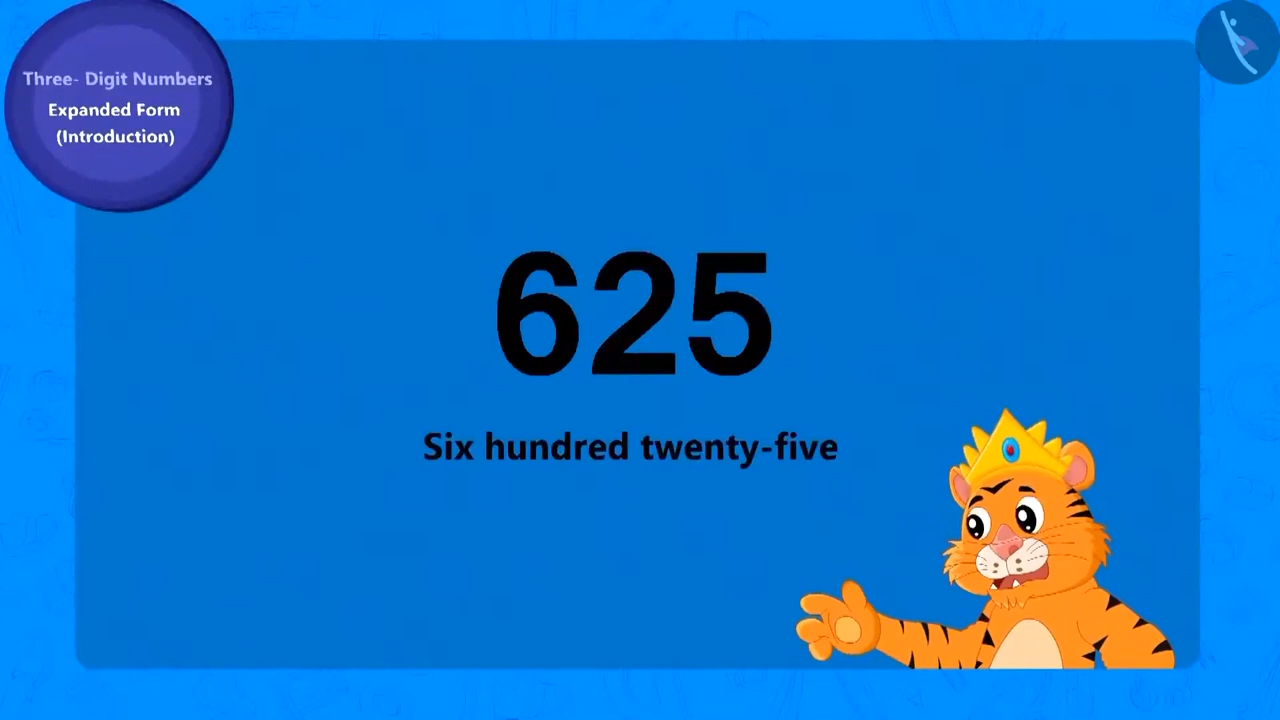 Three- Digit Numbers
Expanded Form
(Introduction)
625
Six hundred twenty-five